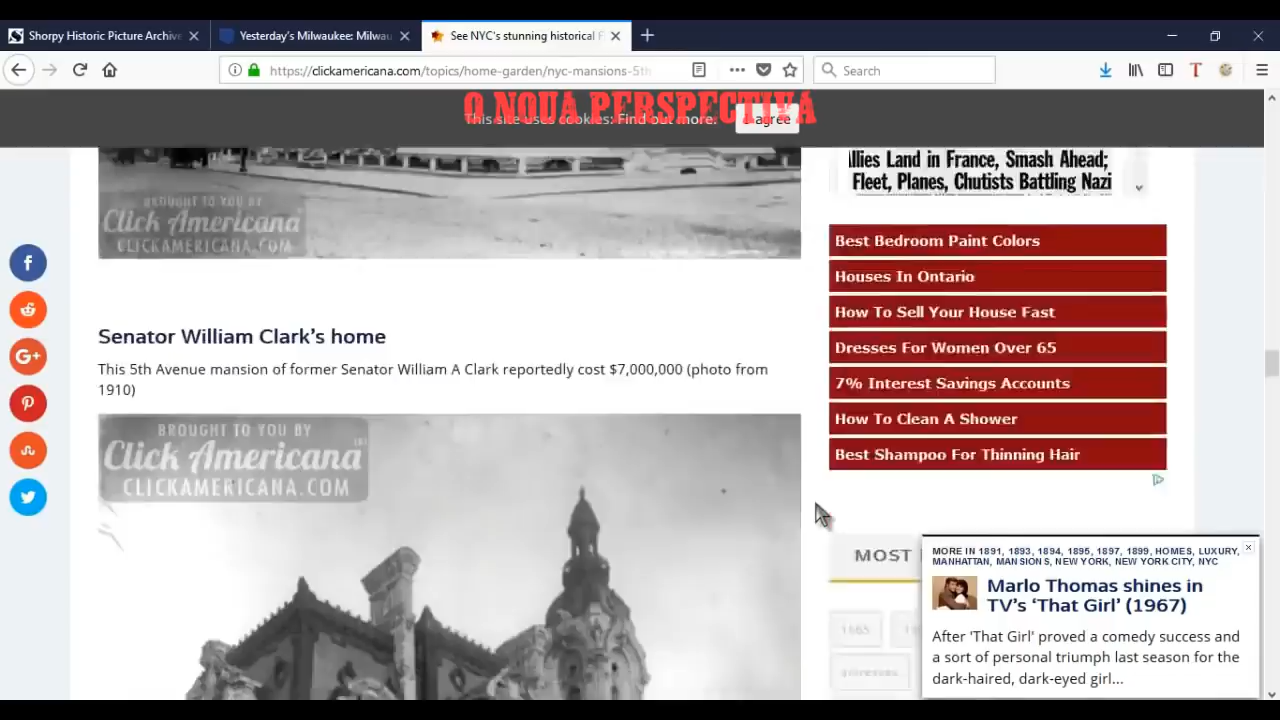 Shorpy Historic Picture Archive
Yesterday's Milwaukee: Milwau
See NYC's stunning historical F
https://clickamericana.com/topics/home-garden/nyc-mansions-5th
Search
O NOUA PERSPECTIVA
This site uses cookies: Find out more.
I agree
llies Land in France, Smash Ahead;
Fleet, Planes, Chutists Battling Nazi
BROUGHT TO YOU BY
Click Americana
CLICKAMERICANA.COM
Best Bedroom Paint Colors
Houses In Ontario
How To Sell Your House Fast
Dresses For Women Over 65
7% Interest Savings Accounts
How To Clean A Shower
Best Shampoo For Thinning Hair
Senator William Clark's home
This 5th Avenue mansion of former Senator William A Clark reportedly cost $7,000,000 (photo from
1910)
BROUGHT TO YOU BY
Click Americana
CLICKAMERICANA.COM
MOST
MORE IN 1891, 1893, 1894, 1895, 1897, 1899, HOMES, LUXURY,
MANHATTAN, MANSIONS, NEW YORK, NEW YORK CITY, NYC
Marlo Thomas shines in
TV's 'That Girl' (1967)
After 'That Girl' proved a comedy success and
a sort of personal triumph last season for the
dark-haired, dark-eyed girl...